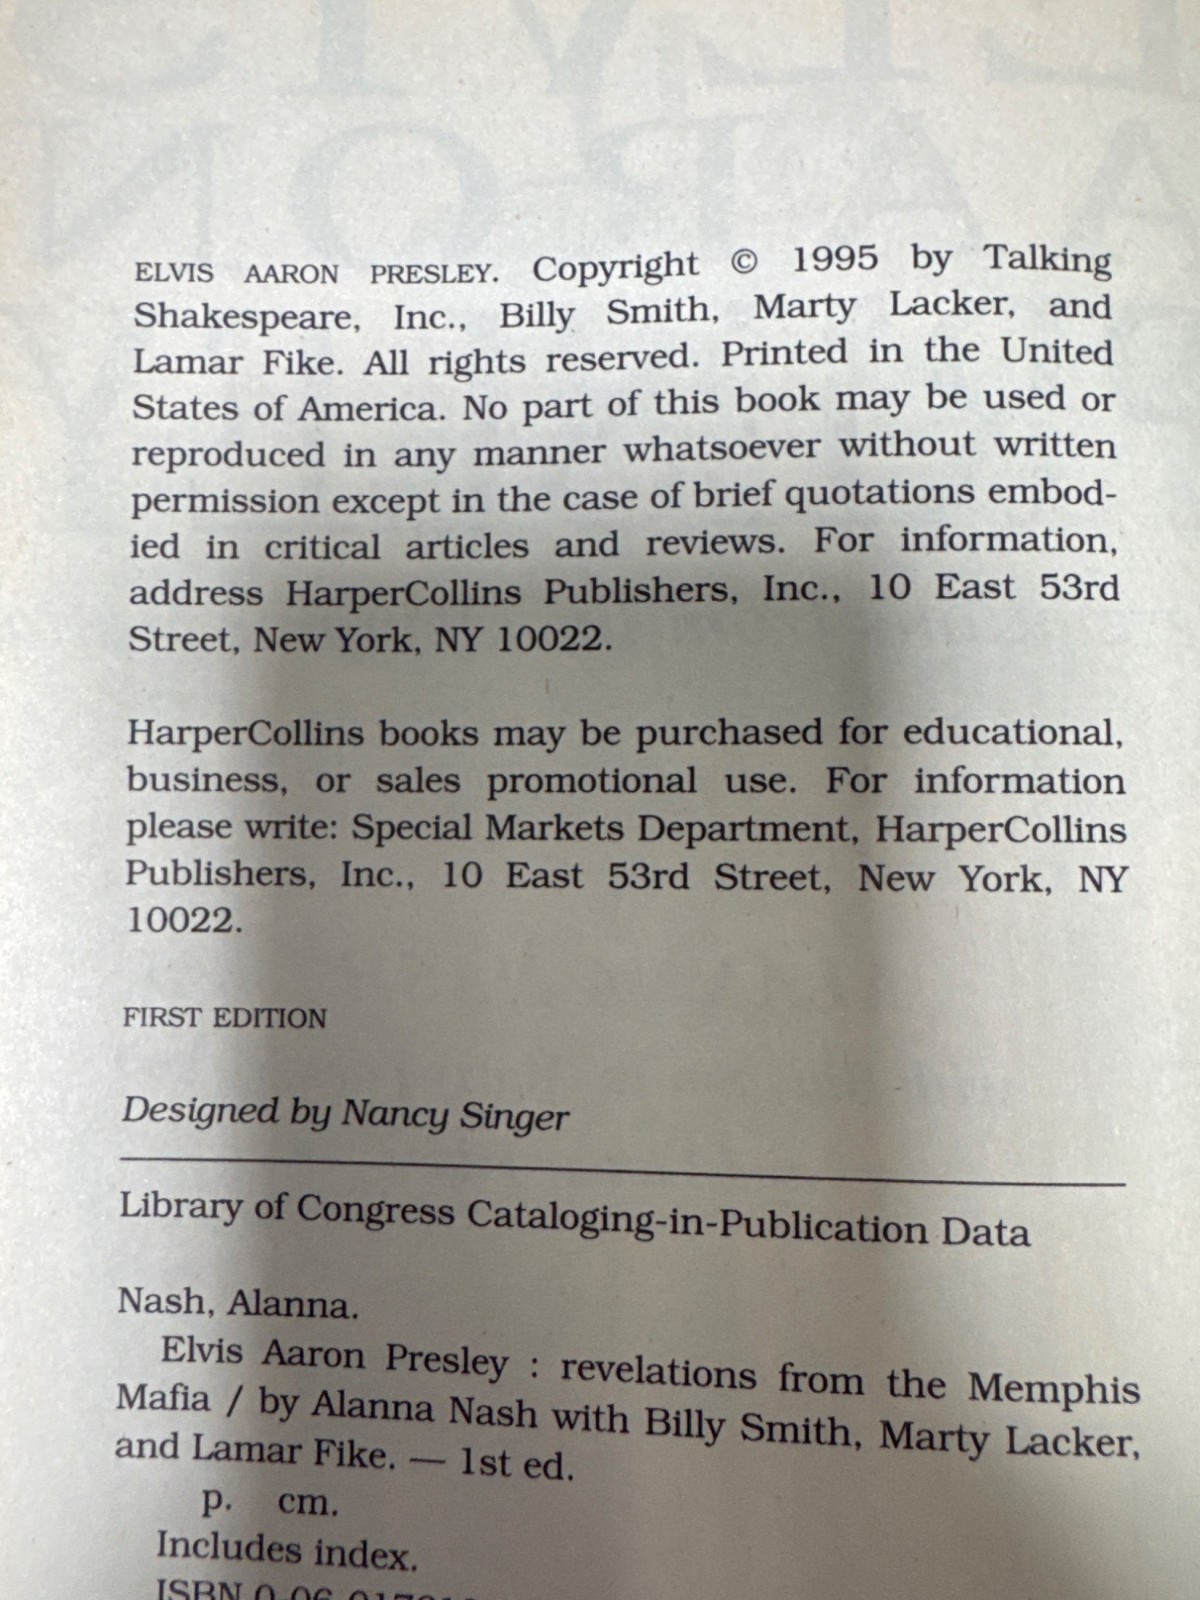 ELVIS AARON PRESLEY. Copyright © 1995 by Talking
Shakespeare, Inc., Billy Smith, Marty Lacker, and
Lamar Fike. All rights reserved. Printed in the United
States of America. No part of this book may be used or
reproduced in any manner whatsoever without written
permission except in the case of brief quotations embod-
ied in critical articles and reviews. For information,
address HarperCollins Publishers, Inc., 10 East 53rd
Street, New York, NY 10022.
HarperCollins books may be purchased for educational,
business, or sales promotional use. For information
please write: Special Markets Department, HarperCollins
Publishers, Inc., 10 East 53rd Street, New York, NY
10022.
FIRST EDITION
Designed by Nancy Singer
Library of Congress Cataloging-in-Publication Data
Nash, Alanna.
Elvis Aaron Presley : revelations from the Memphis
Mafia / by Alanna Nash with Billy Smith, Marty Lacker,
and Lamar Fike. — 1st ed.
p. cm.
Includes index.
ISBN